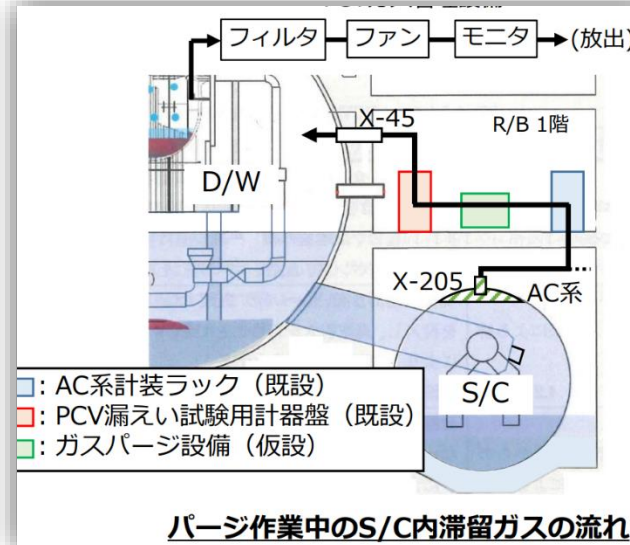 フィルタ ファン モニタ (放出)
X-45
R/B 1階
D/W
X-205
AC系
S/C
: AC系計装ラック（既設）
: PCV漏えい試験用計器盤（既設）
: ガスパージ設備（仮設）
パージ作業中のS/C内滞留ガスの流れ